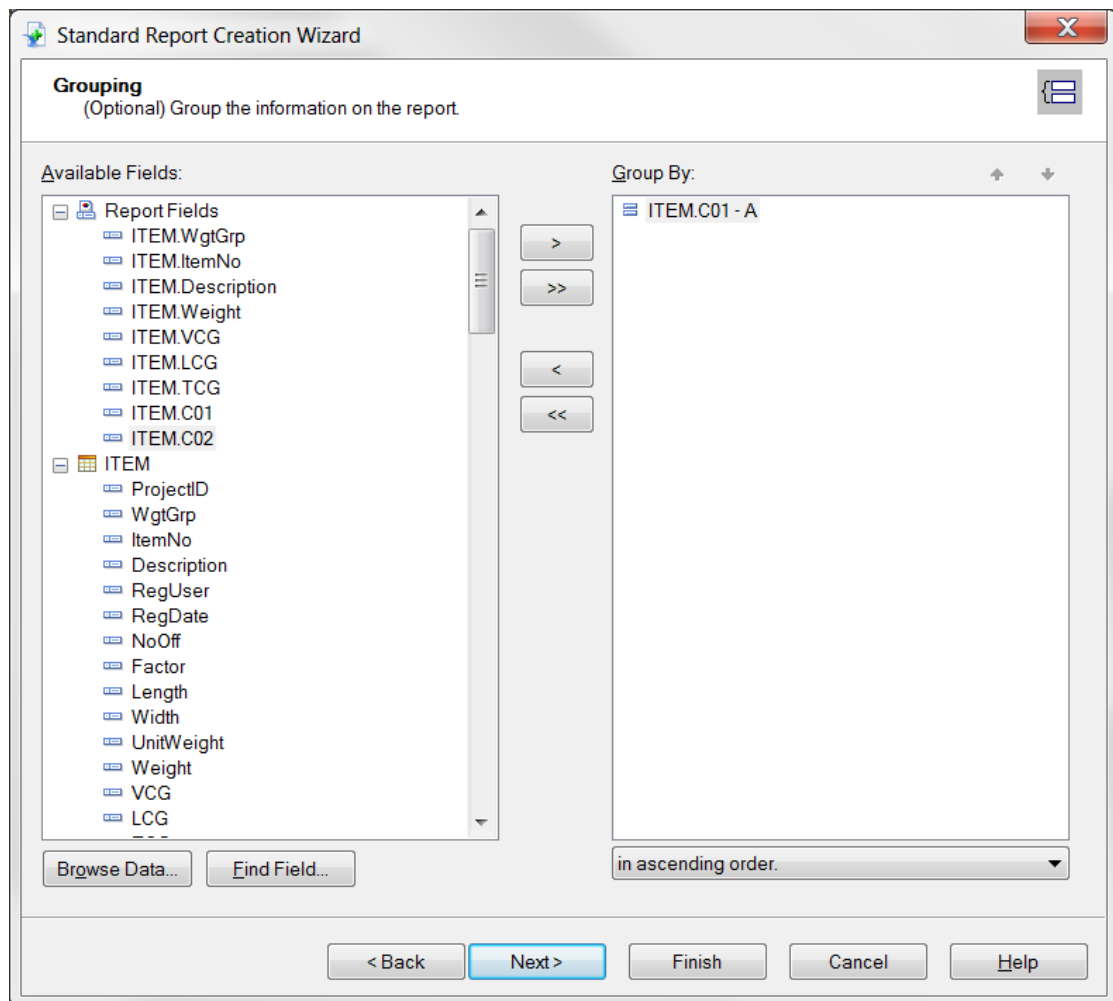 Standard Report Creation Wizard
X
Grouping
(Optional) Group the information on the report.
Available Fields:
Group By:
Report Fields
ITEM.WgtGrp
ITEM.ItemNo
ITEM.Description
ITEM.Weight
ITEM.VCG
ITEM.LCG
ITEM.TCG
ITEM.C01
ITEM.C02
ITEM
ProjectID
WgtGrp
ItemNo
Description
RegUser
RegDate
NoOff
Factor
Length
Width
UnitWeight
Weight
VCG
LCG
>
>>
<
<<
ITEM.C01 - A
Browse Data...
Find Field...
in ascending order.
< Back
Next >
Finish
Cancel
Help